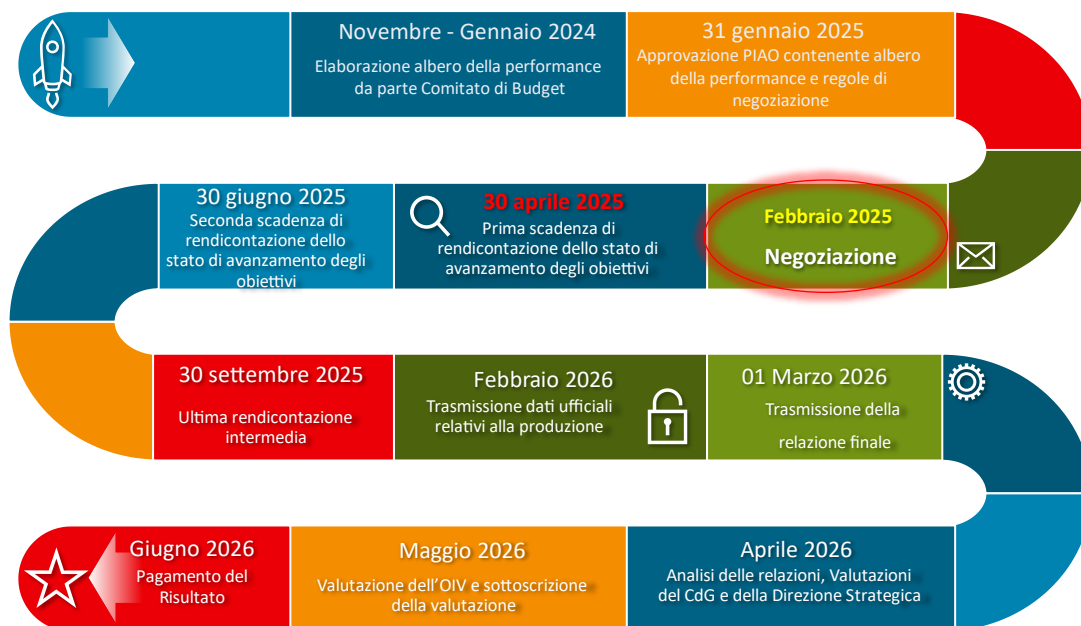 Novembre - Gennaio 2024
Elaborazione albero della performance
da parte Comitato di Budget
31 gennaio 2025
Approvazione PIAO contenente albero
della performance e regole di
negoziazione
Febbraio 2025
Negoziazione
30 aprile 2025
Prima scadenza di
rendicontazione dello stato di
avanzamento degli obiettivi
30 giugno 2025
Seconda scadenza di
rendicontazione dello
stato di avanzamento degli
obiettivi
30 settembre 2025
Ultima rendicontazione
intermedia
Febbraio 2026
Trasmissione dati ufficiali
relativi alla produzione
01 Marzo 2026
Trasmissione della
relazione finale
Aprile 2026
Analisi delle relazioni, Valutazioni
del CdG e della Direzione Strategica
Maggio 2026
Valutazione dell'OIV e sottoscrizione
della valutazione
Giugno 2026
Pagamento del
Risultato